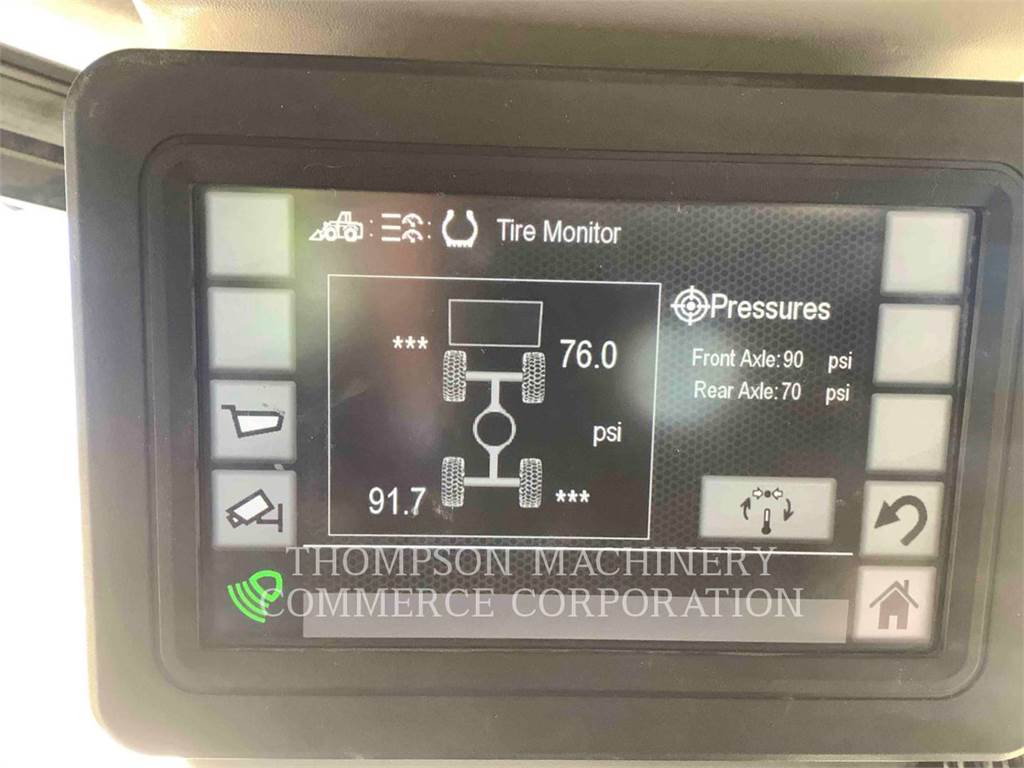 Tire Monitor
Pressures
*** 76.0
Front Axle: 90 psi
Rear Axle: 70 psi
psi
91.7 ***
THOMPSON MACHINERY
COMMERCE CORPORATION